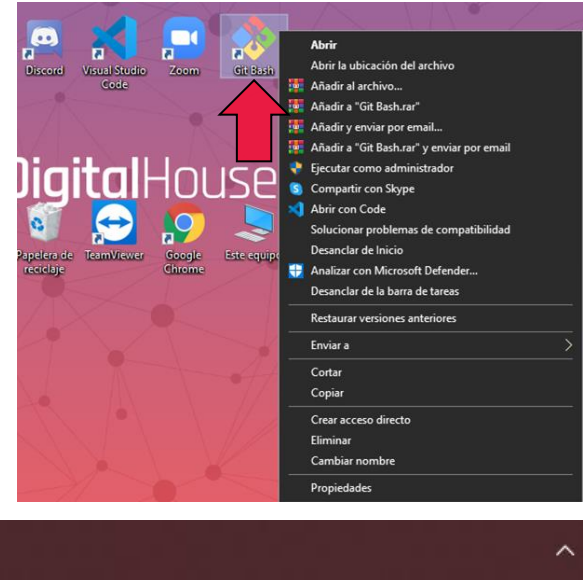 Discord
Visual Studio
Code
Zoom
Git Bash
DigitalHouse
Papelera de
reciclaje
TeamViewer
Google
Chrome
Este equipo
Abrir
Abrir la ubicación del archivo
Añadir al archivo...
Añadir a "Git Bash.rar"
Añadir y enviar por email...
Añadir a "Git Bash.rar" y enviar por email
Ejecutar como administrador
Compartir con Skype
Abrir con Code
Solucionar problemas de compatibilidad
Desanclar de Inicio
Analizar con Microsoft Defender...
Desanclar de la barra de tareas
Restaurar versiones anteriores
Enviar a
Cortar
Copiar
Crear acceso directo
Eliminar
Cambiar nombre
Propiedades